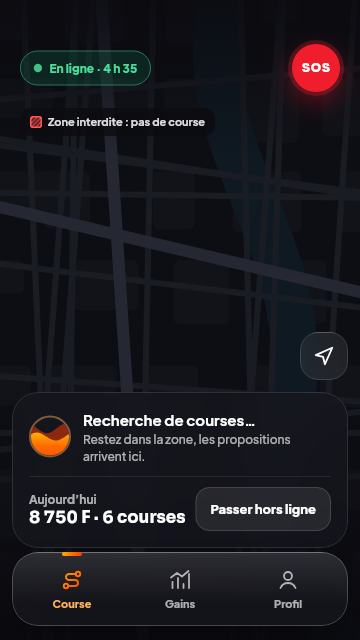 En ligne · 4 h 35
SOS
Zone interdite : pas de course
Recherche de courses...
Restez dans la zone, les propositions
arrivent ici.
Aujourd'hui
8 750 F · 6 courses
Passer hors ligne
Course
Gains
Profil